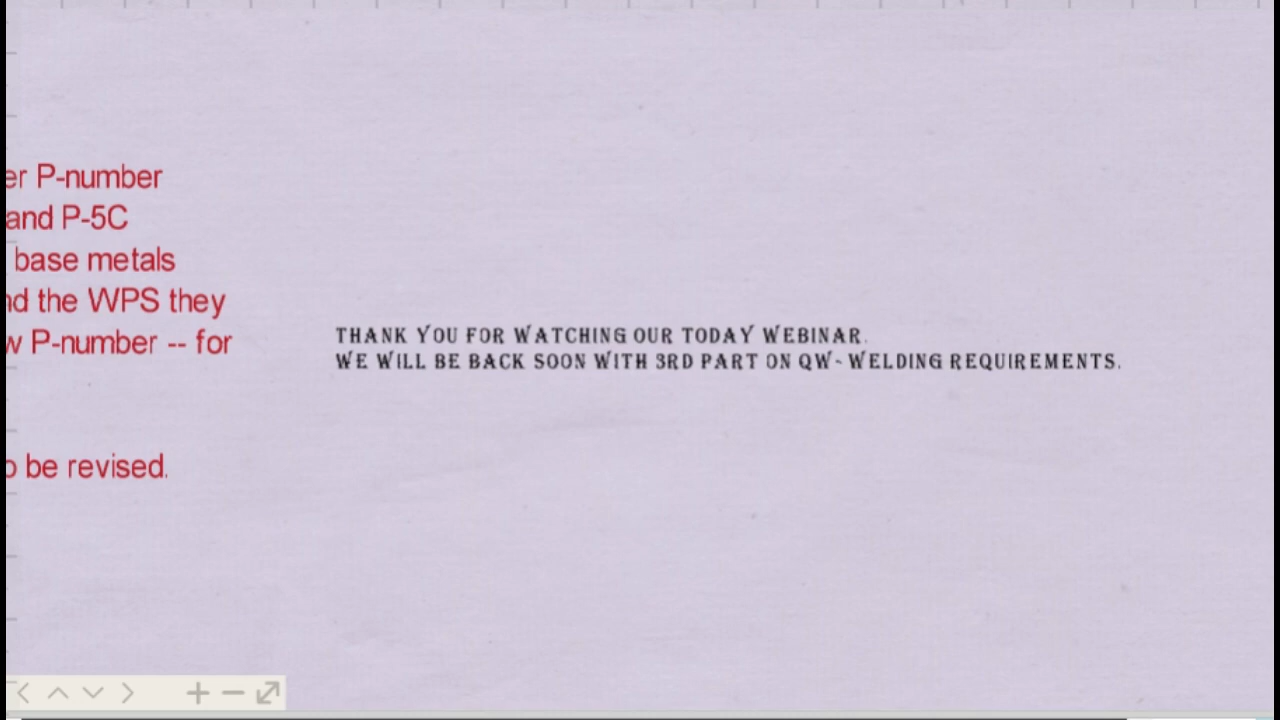 er P-number
and P-5C
base metals
nd the WPS they
w P-number -- for
o be revised.
THANK YOU FOR WATCHING OUR TODAY WEBINAR.
WE WILL BE BACK SOON WITH 3RD PART ON QW- WELDING REQUIREMENTS.